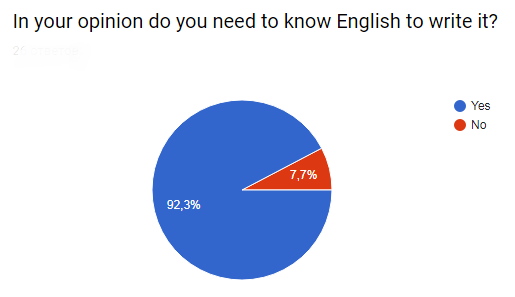 In your opinion do you need to know English to write it?
Yes
No
7,7%
92,3%